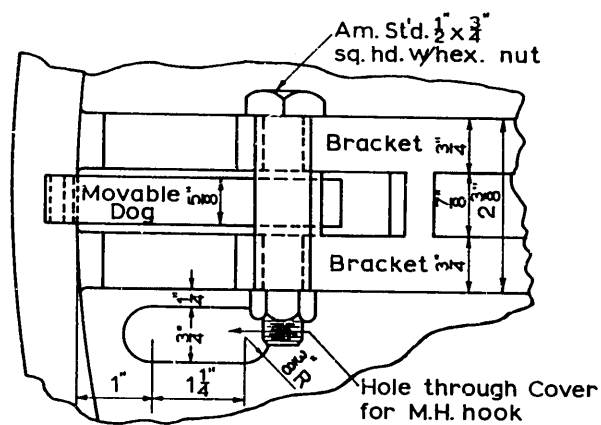 Am. St'd. 1/2" x 3/4"
sq. hd. w/hex. nut
Bracket
3/4"
Movable
Dog
5/8"
7/8"
2 3/8"
Bracket
3/4"
1/4"
3/4"
3/8" R
1"
1 1/4"
Hole through Cover
for M.H. hook